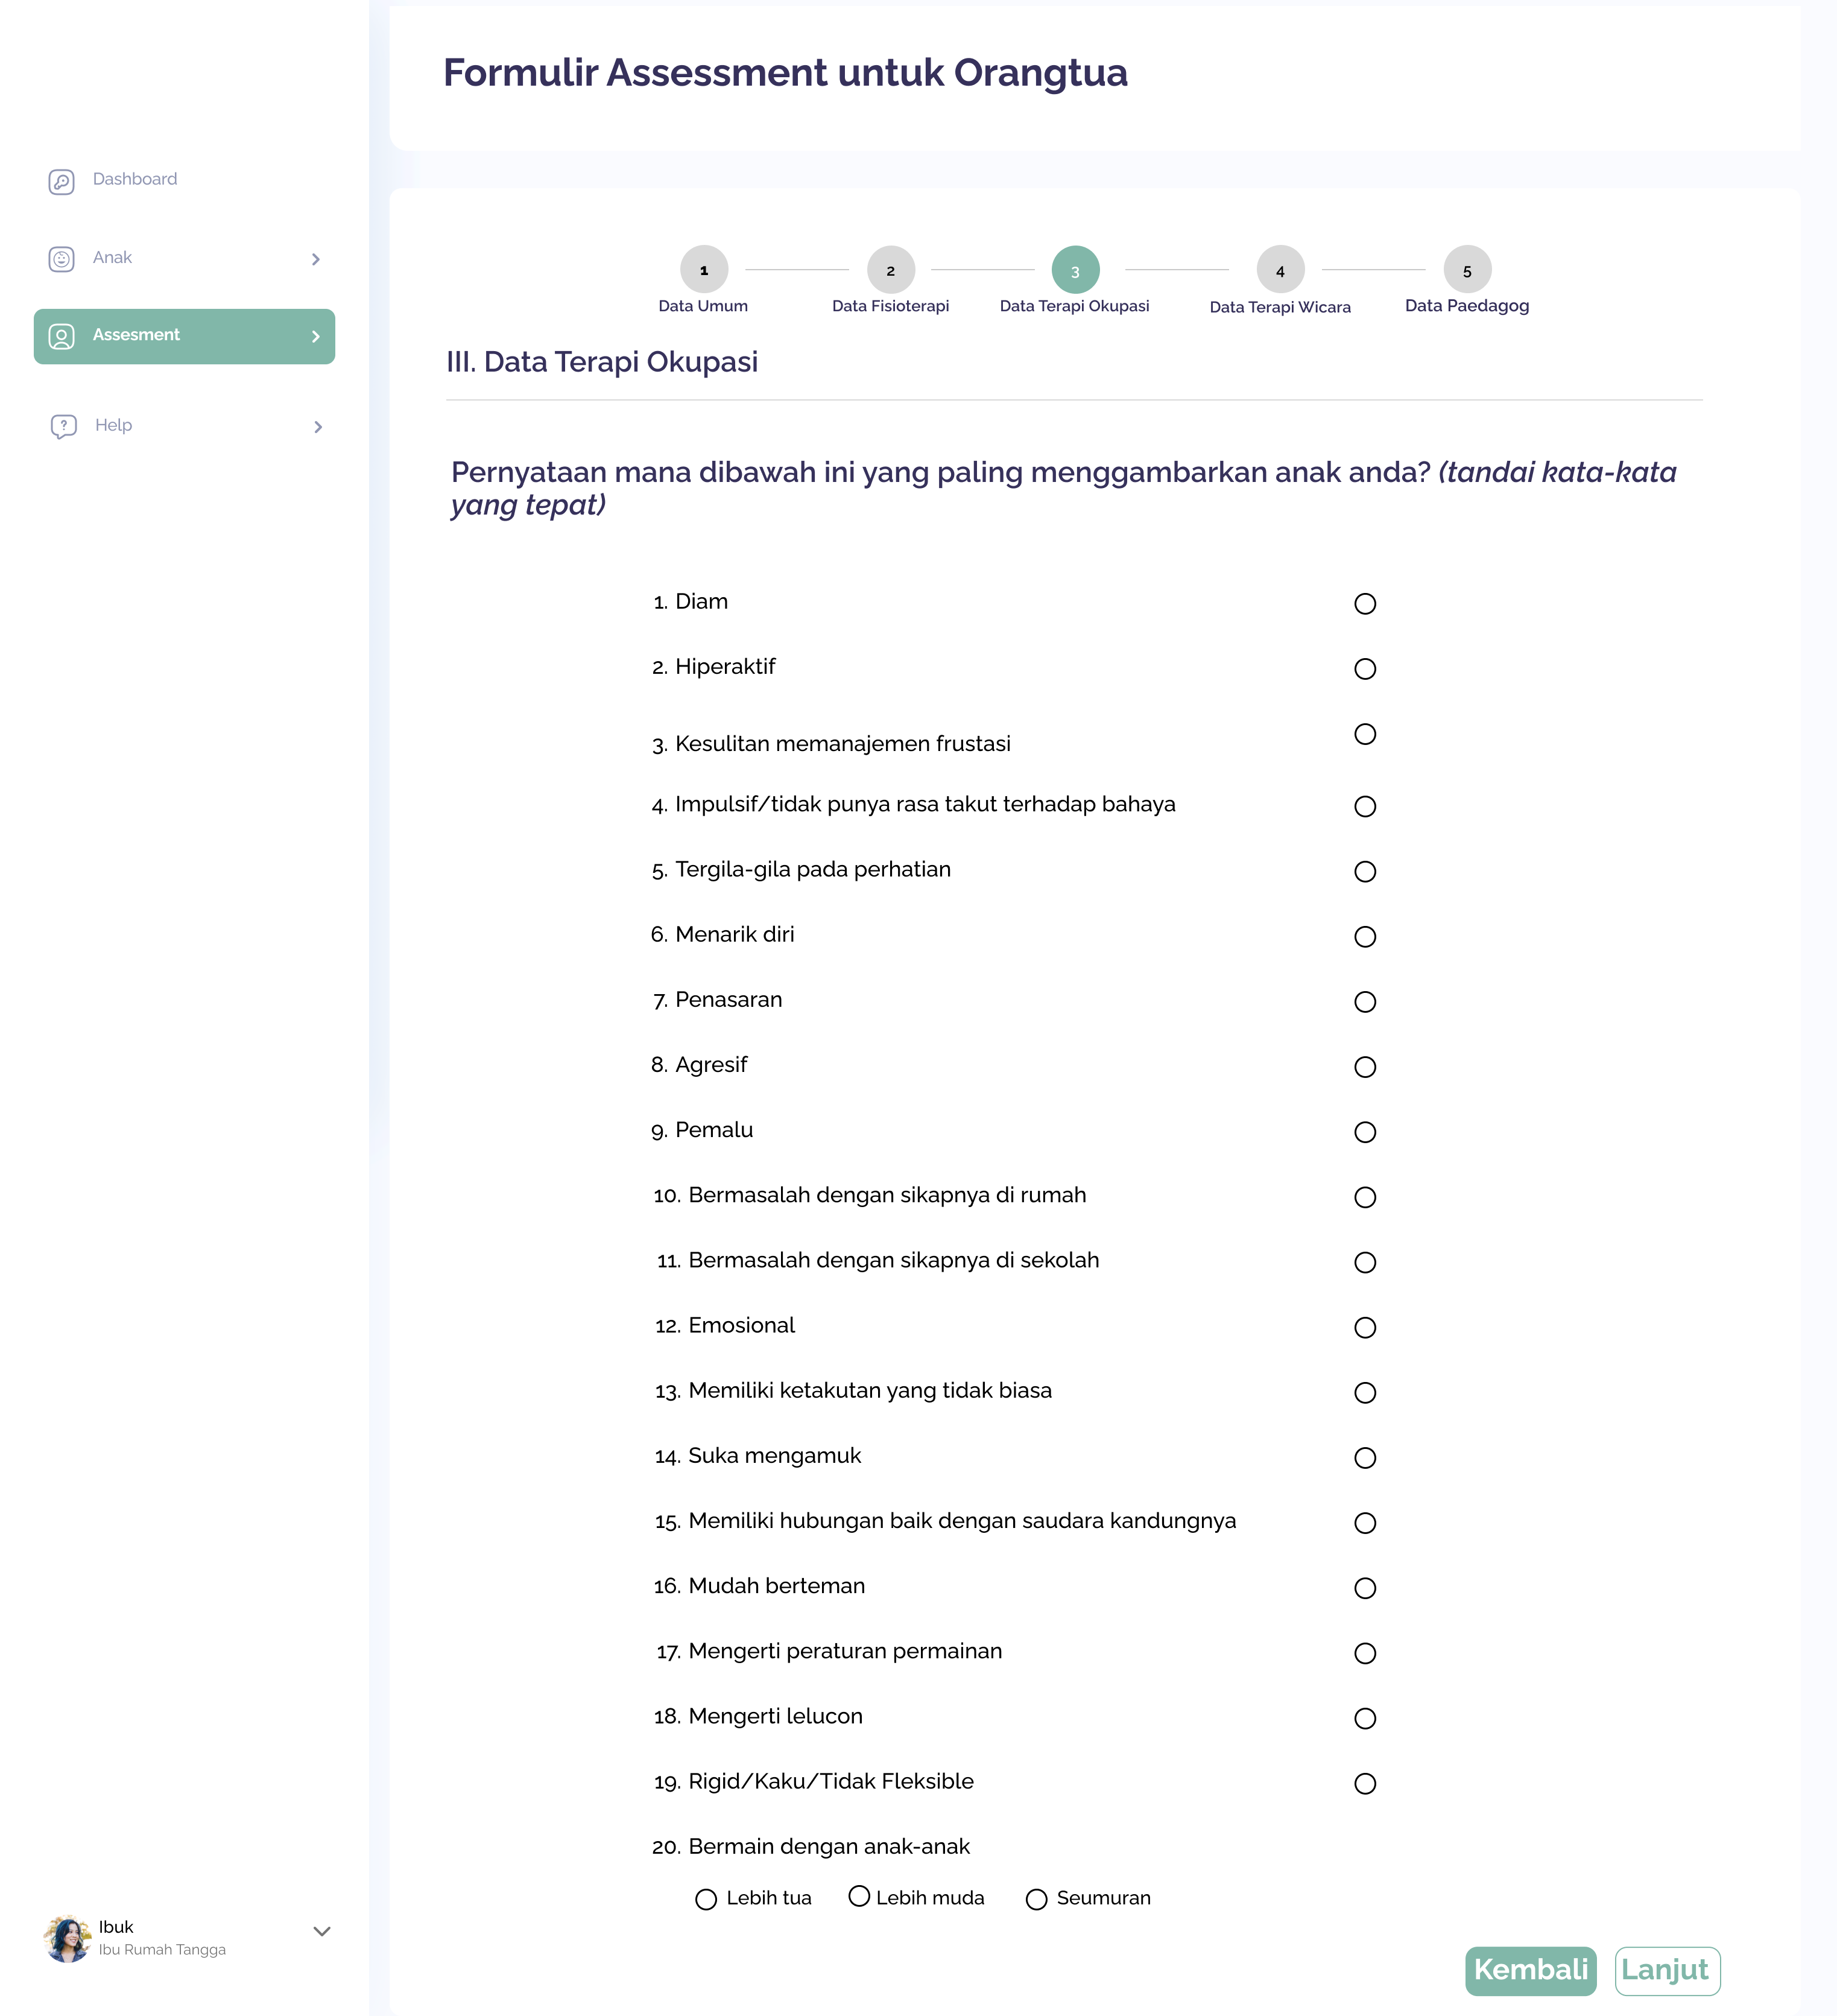 Formulir Assessment untuk Orangtua
Dashboard
Anak
Assesment
Help
1
2
3
4
5
Data Umum
Data Fisioterapi
Data Terapi Okupasi
Data Terapi Wicara
Data Paedagog
III. Data Terapi Okupasi
Pernyataan mana dibawah ini yang paling menggambarkan anak anda? (tandai kata-kata
yang tepat)
1. Diam
2. Hiperaktif
3. Kesulitan memanajemen frustasi
4. Impulsif/tidak punya rasa takut terhadap bahaya
5. Tergila-gila pada perhatian
6. Menarik diri
7. Penasaran
8. Agresif
9. Pemalu
10. Bermasalah dengan sikapnya di rumah
11. Bermasalah dengan sikapnya di sekolah
12. Emosional
13. Memiliki ketakutan yang tidak biasa
14. Suka mengamuk
15. Memiliki hubungan baik dengan saudara kandungnya
16. Mudah berteman
17. Mengerti peraturan permainan
18. Mengerti lelucon
19. Rigid/Kaku/Tidak Fleksible
20. Bermain dengan anak-anak
Lebih tua
Lebih muda
Seumuran
Ibuk
Ibu Rumah Tangga
Kembali
Lanjut